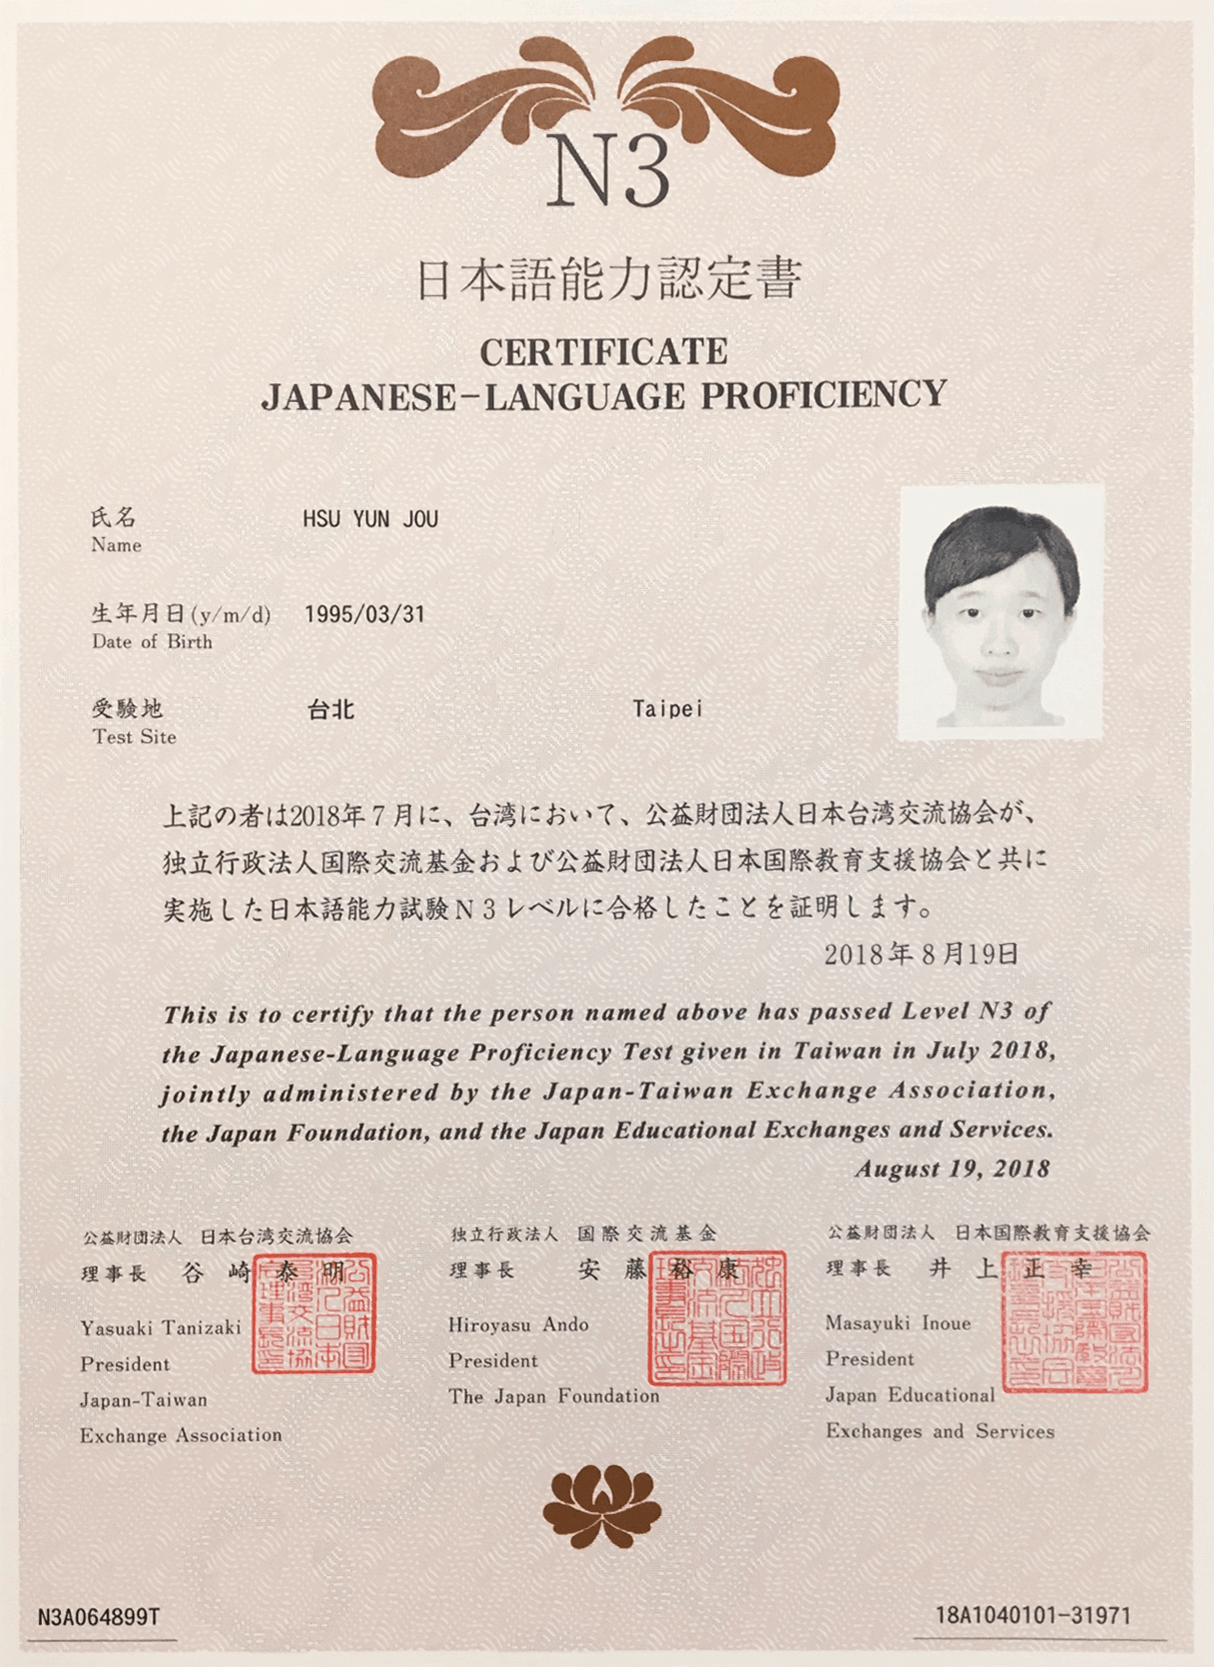 N3
日本語能力認定書
CERTIFICATE
JAPANESE-LANGUAGE PROFICIENCY
氏名 HSU YUN JOU
Name
生年月日(y/m/d) 1995/03/31
Date of Birth
受験地 台北 Taipei
Test Site
上記の者は2018年7月に、台湾において、公益財団法人日本台湾交流協会が、
独立行政法人国際交流基金および公益財団法人日本国際教育支援協会と共に
実施した日本語能力試験N3レベルに合格したことを証明します。
2018年8月19日
This is to certify that the person named above has passed Level N3 of
the Japanese-Language Proficiency Test given in Taiwan in July 2018,
jointly administered by the Japan-Taiwan Exchange Association,
the Japan Foundation, and the Japan Educational Exchanges and Services.
August 19, 2018
公益財団法人 日本台湾交流協会
理事長 谷崎泰明
Yasuaki Tanizaki
President
Japan-Taiwan
Exchange Association
独立行政法人 国際交流基金
理事長 安藤裕康
Hiroyasu Ando
President
The Japan Foundation
公益財団法人 日本国際教育支援協会
理事長 井上正幸
Masayuki Inoue
President
Japan Educational
Exchanges and Services
N3A064899T
18A1040101-31971